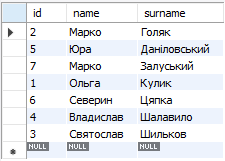 id name surname
2 Марко Голяк
5 Юра Даніловський
7 Марко Залуський
1 Ольга Кулик
6 Северин Цяпка
4 Владислав Шалавило
3 Святослав Шильков
NULL NULL NULL